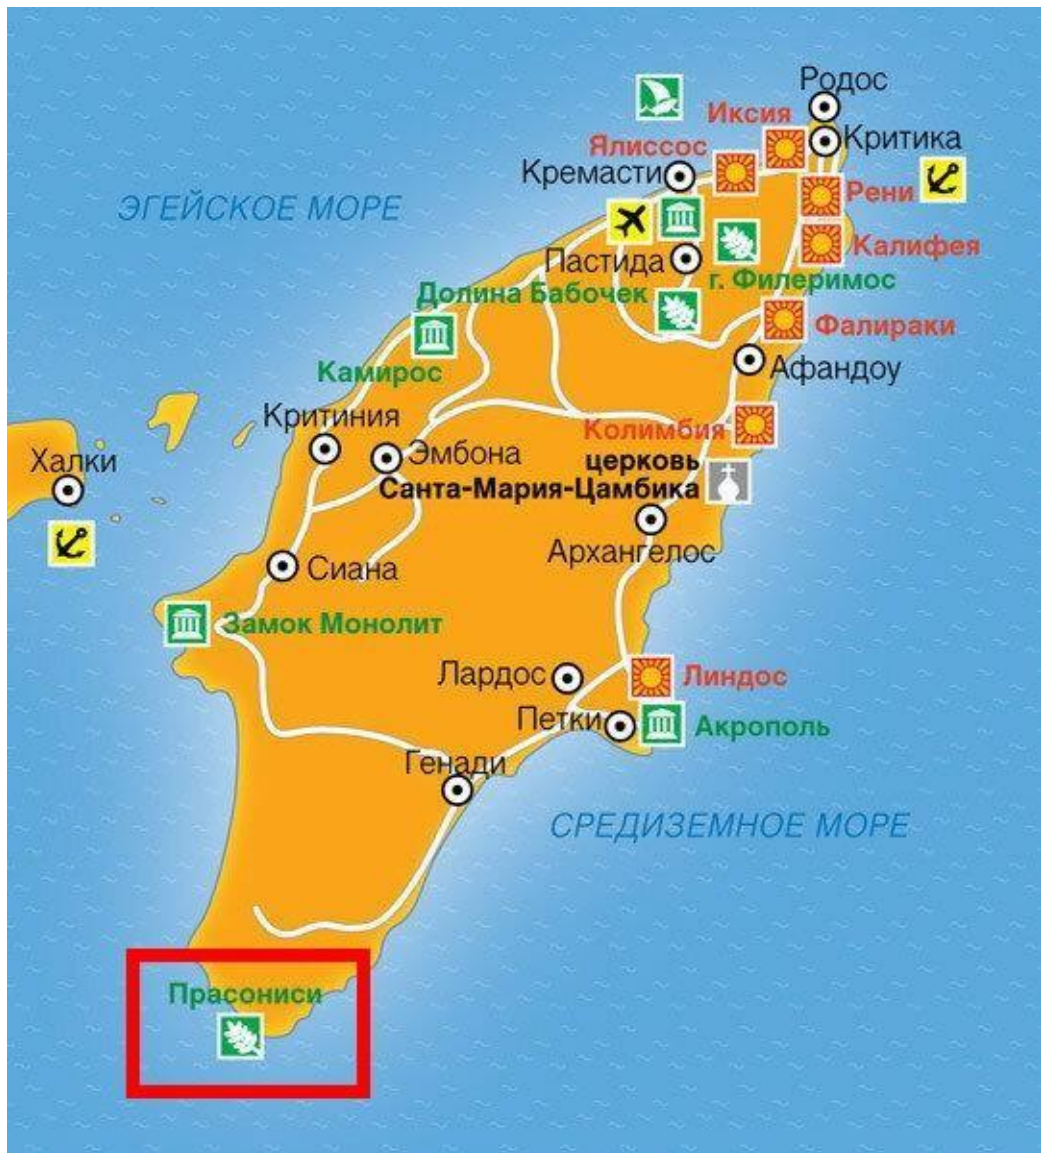 Родос
Иксия
Критика
Ялиссос
Кремасти
Рени
ЭГЕЙСКОЕ МОРЕ
Калифея
Пастида
г. Филеримос
Долина Бабочек
Фалираки
Камирос
Афандоу
Критиния
Колимбия
Халки
Эмбона
церковь
Санта-Мария-Цамбика
Архангелос
Сиана
Замок Монолит
Лардос
Линдос
Петки
Акрополь
Генади
СРЕДИЗЕМНОЕ МОРЕ
Прасониси